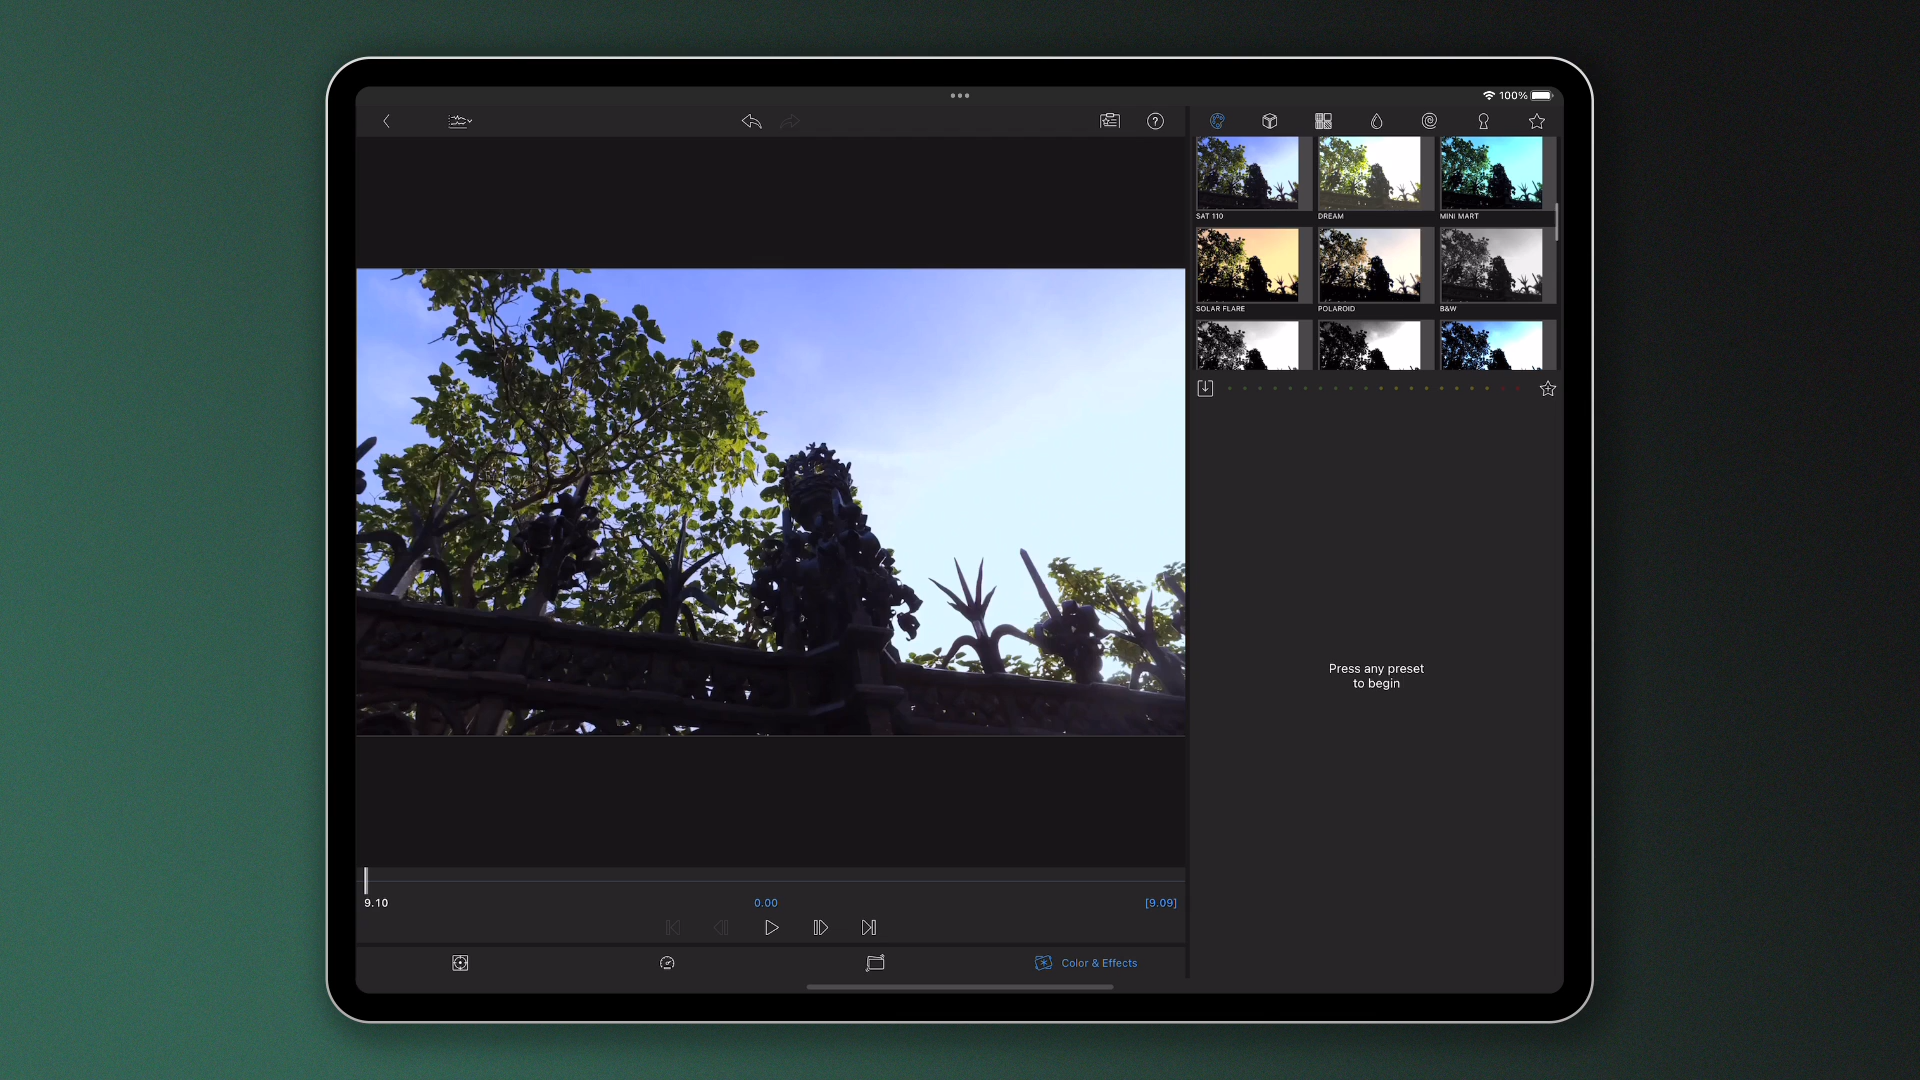 100%
SAT 110
DREAM
MINI MART
SOLAR FLARE
POLAROID
B&W
Press any preset
to begin
9.10
0.00
[9.09]
Color & Effects